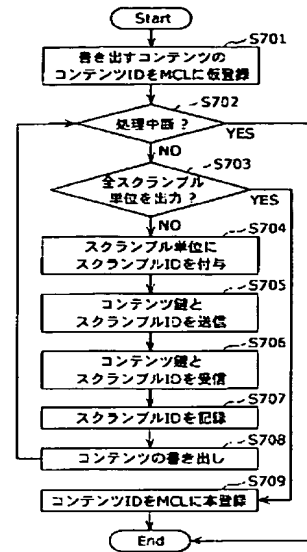 Start
S701
書き出すコンテンツの
コンテンツIDをMCLに仮登録
S702
処理中断？
YES
NO
S703
全スクランブル
単位を出力？
YES
NO
S704
スクランブル単位に
スクランブルIDを付与
S705
コンテンツ鍵と
スクランブルIDを送信
S706
コンテンツ鍵と
スクランブルIDを受信
S707
スクランブルIDを記録
S708
コンテンツの書き出し
S709
コンテンツIDをMCLに本登録
End